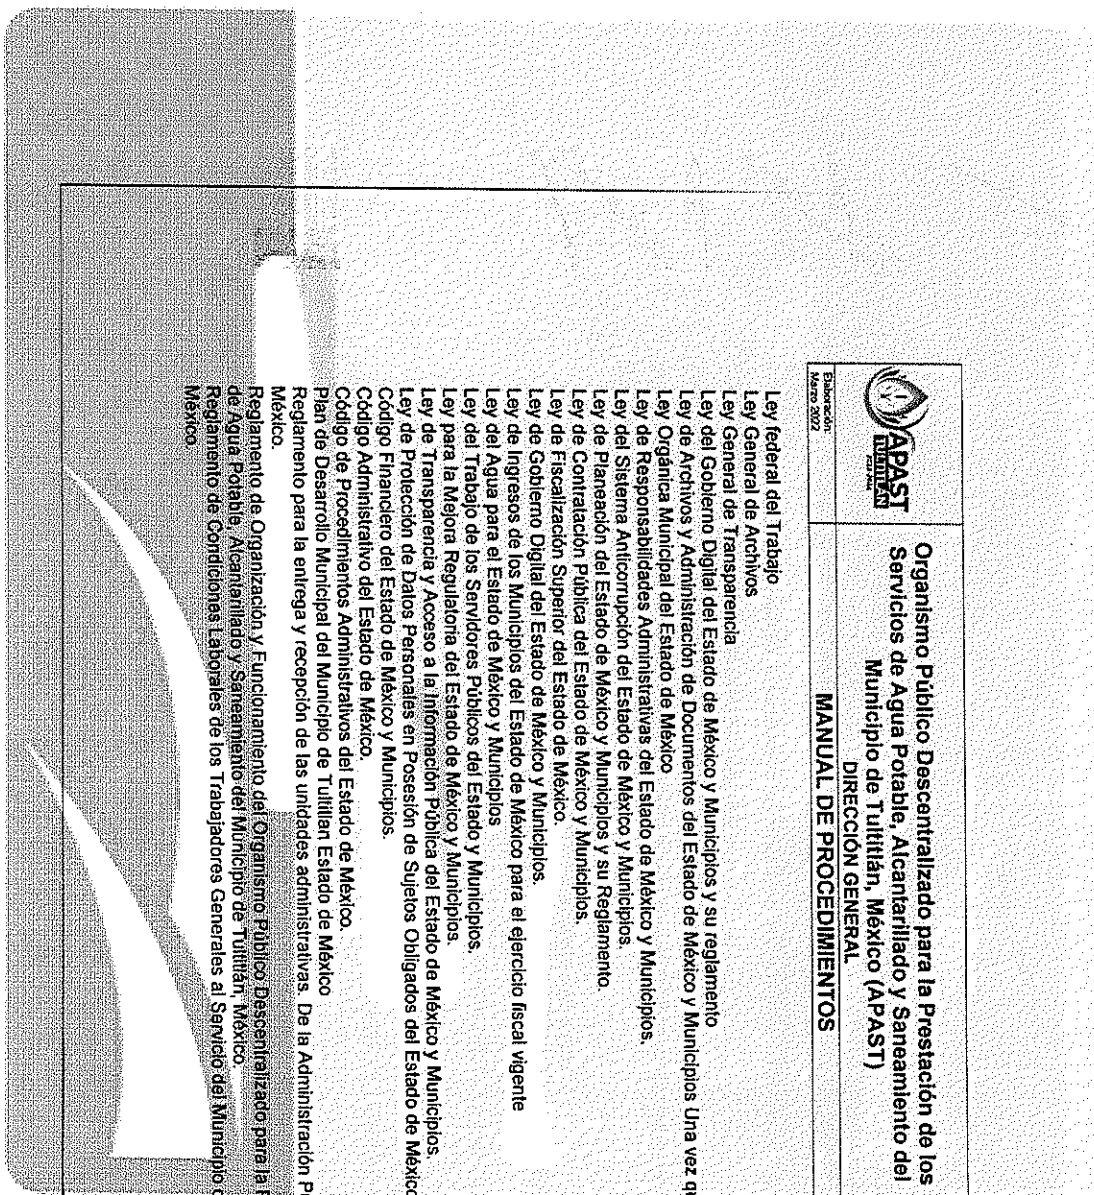 APAST
TULTITLÁN
Elaboración:
Marzo 2022
Organismo Público Descentralizado para la Prestación de los
Servicios de Agua Potable, Alcantarillado y Saneamiento del
Municipio de Tultitlán, México (APAST)
DIRECCIÓN GENERAL
MANUAL DE PROCEDIMIENTOS
Ley federal del Trabajo
Ley General de Archivos
Ley General de Transparencia
Ley del Gobierno Digital del Estado de México y Municipios y su reglamento
Ley de Archivos y Administración de Documentos del Estado de México y Municipios Una vez qu
Ley Orgánica Municipal del Estado de México
Ley de Responsabilidades Administrativas del Estado de México y Municipios.
Ley del Sistema Anticorrupción del Estado de México y Municipios.
Ley de Planeación del Estado de México y Municipios y su Reglamento.
Ley de Contratación Pública del Estado de México y Municipios.
Ley de Fiscalización Superior del Estado de México.
Ley de Gobierno Digital del Estado de México y Municipios.
Ley de Ingresos de los Municipios del Estado de México para el ejercicio fiscal vigente
Ley del Agua para el Estado de México y Municipios
Ley del Trabajo de los Servidores Públicos del Estado y Municipios.
Ley para la Mejora Regulatoria del Estado de México y Municipios.
Ley de Transparencia y Acceso a la Información Pública del Estado de México y Municipios.
Ley de Protección de Datos Personales en Posesión de Sujetos Obligados del Estado de México
Código Financiero del Estado de México y Municipios.
Código Administrativo del Estado de México.
Código de Procedimientos Administrativos del Estado de México.
Plan de Desarrollo Municipal del Municipio de Tultitlan Estado de México
Reglamento para la entrega y recepción de las unidades administrativas. De la Administración P
México.
Reglamento de Organización y Funcionamiento del Organismo Público Descentralizado para la P
de Agua Potable, Alcantarillado y Saneamiento del Municipio de Tultitlán, México.
Reglamento de Condiciones Laborales de los Trabajadores Generales al Servicio del Municipio d
México.